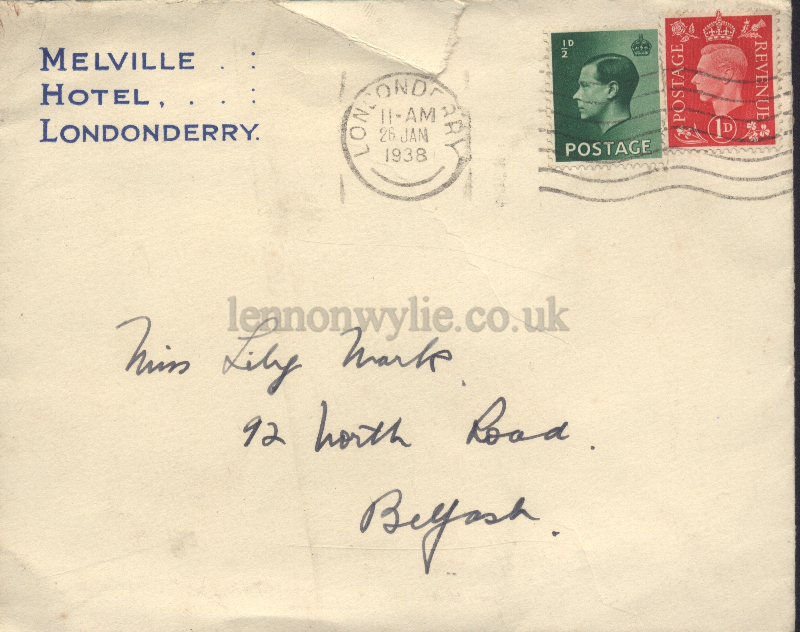 MELVILLE . :
HOTEL, . . :
LONDONDERRY.
LONDONDERRY
11-AM
26 JAN
1938
½D
POSTAGE
POSTAGE
REVENUE
1D
lennonwylie.co.uk
Miss Lily Mark.
92 North Road.
Belfast.